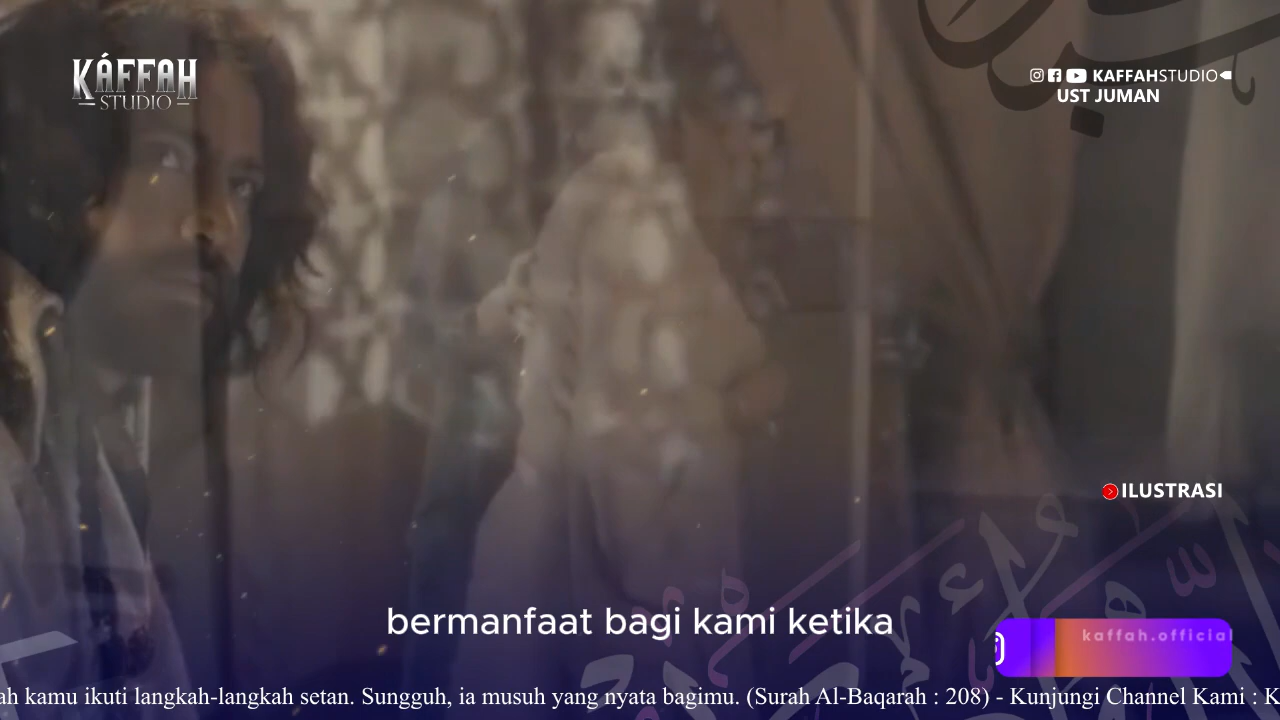 KÁFFAH
STUDIO
KAFFAHSTUDIO
UST JUMAN
ILUSTRASI
bermanfaat bagi kami ketika
kaffah.official
ah kamu ikuti langkah-langkah setan. Sungguh, ia musuh yang nyata bagimu. (Surah Al-Baqarah : 208) - Kunjungi Channel Kami : K